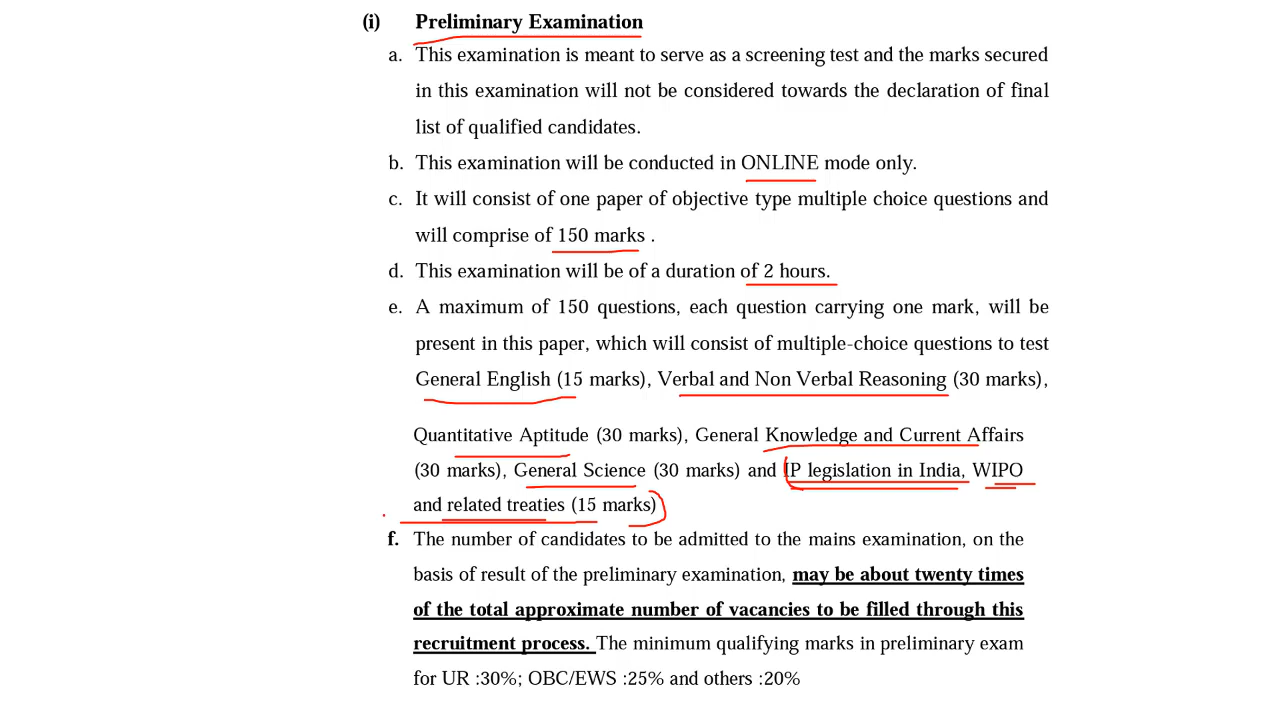 (i) Preliminary Examination
a. This examination is meant to serve as a screening test and the marks secured
in this examination will not be considered towards the declaration of final
list of qualified candidates.
b. This examination will be conducted in ONLINE mode only.
c. It will consist of one paper of objective type multiple choice questions and
will comprise of 150 marks .
d. This examination will be of a duration of 2 hours.
e. A maximum of 150 questions, each question carrying one mark, will be
present in this paper, which will consist of multiple-choice questions to test
General English (15 marks), Verbal and Non Verbal Reasoning (30 marks),
Quantitative Aptitude (30 marks), General Knowledge and Current Affairs
(30 marks), General Science (30 marks) and IP legislation in India, WIPO
and related treaties (15 marks)
f. The number of candidates to be admitted to the mains examination, on the
basis of result of the preliminary examination, may be about twenty times
of the total approximate number of vacancies to be filled through this
recruitment process. The minimum qualifying marks in preliminary exam
for UR :30%; OBC/EWS :25% and others :20%